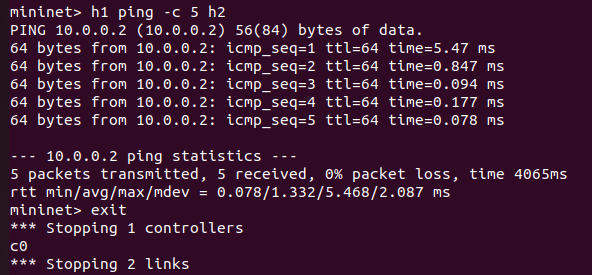 mininet> h1 ping -c 5 h2
PING 10.0.0.2 (10.0.0.2) 56(84) bytes of data.
64 bytes from 10.0.0.2: icmp_seq=1 ttl=64 time=5.47 ms
64 bytes from 10.0.0.2: icmp_seq=2 ttl=64 time=0.847 ms
64 bytes from 10.0.0.2: icmp_seq=3 ttl=64 time=0.094 ms
64 bytes from 10.0.0.2: icmp_seq=4 ttl=64 time=0.177 ms
64 bytes from 10.0.0.2: icmp_seq=5 ttl=64 time=0.078 ms

--- 10.0.0.2 ping statistics ---
5 packets transmitted, 5 received, 0% packet loss, time 4065ms
rtt min/avg/max/mdev = 0.078/1.332/5.468/2.087 ms
mininet> exit
*** Stopping 1 controllers
c0
*** Stopping 2 links